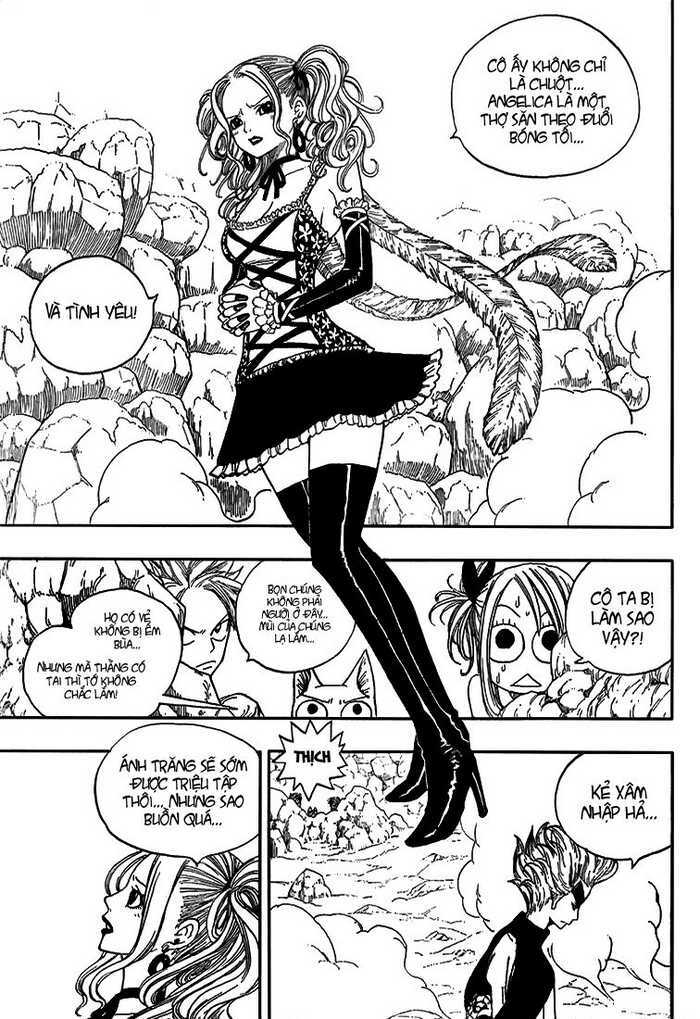 CÔ ẤY KHÔNG CHỈ
LÀ CHUỘT...
ANGELICA LÀ MỘT
THỢ SĂN THEO ĐUỔI
BÓNG TỐI...
VÀ TÌNH YÊU!
CÔ TA BỊ
LÀM SAO
VẬY?!
BỌN CHÚNG
KHÔNG PHẢI
NGƯỜI Ở ĐÂY...
MÙI CỦA CHÚNG
LẠ LẮM...
HỌ CÓ VẺ
KHÔNG BỊ ẾM
BÙA...
NHƯNG MÀ THẰNG CÓ
TAI THÌ TỚ KHÔNG
CHẮC LẮM!
KẺ XÂM
NHẬP HẢ...
THỊCH
ÁNH TRĂNG SẼ SỚM
ĐƯỢC TRIỆU TẬP
THÔI... NHƯNG SAO
BUỒN QUÁ...